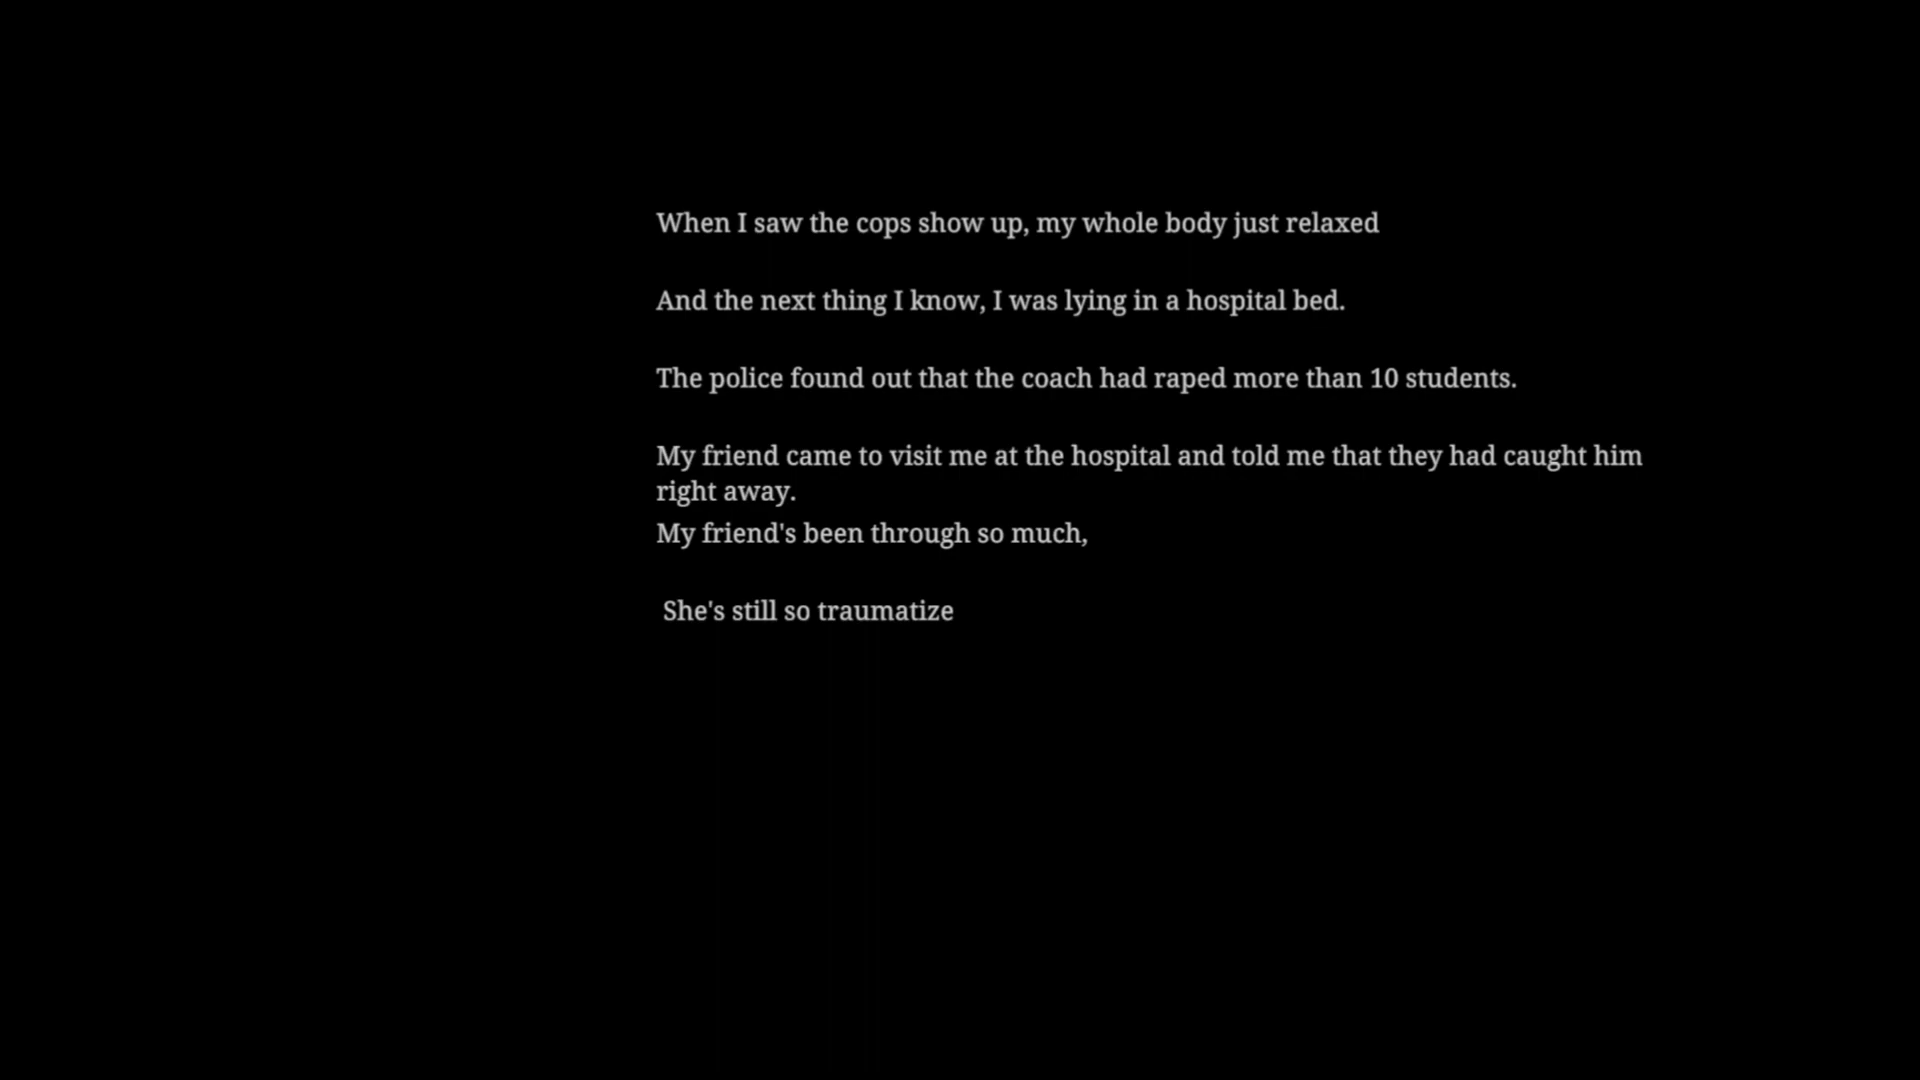 When I saw the cops show up, my whole body just relaxed
And the next thing I know, I was lying in a hospital bed.
The police found out that the coach had raped more than 10 students.
My friend came to visit me at the hospital and told me that they had caught him
right away.
My friend's been through so much,
She's still so traumatize